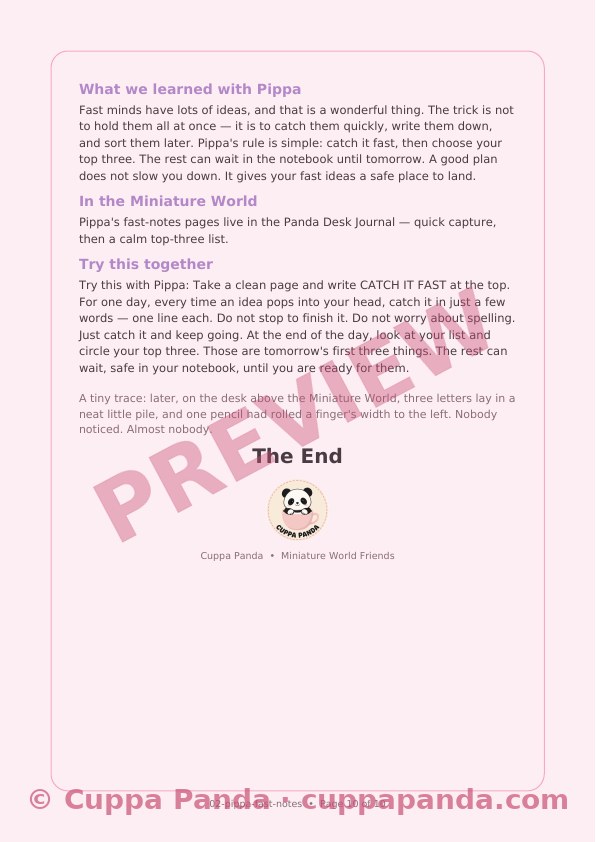 What we learned with Pippa
Fast minds have lots of ideas, and that is a wonderful thing. The trick is not
to hold them all at once — it is to catch them quickly, write them down,
and sort them later. Pippa's rule is simple: catch it fast, then choose your
top three. The rest can wait in the notebook until tomorrow. A good plan
does not slow you down. It gives your fast ideas a safe place to land.
In the Miniature World
Pippa's fast-notes pages live in the Panda Desk Journal — quick capture,
then a calm top-three list.
Try this together
Try this with Pippa: Take a clean page and write CATCH IT FAST at the top.
For one day, every time an idea pops into your head, catch it in just a few
words — one line each. Do not stop to finish it. Do not worry about spelling.
Just catch it and keep going. At the end of the day, look at your list and
circle your top three. Those are tomorrow's first three things. The rest can
wait, safe in your notebook, until you are ready for them.
A tiny trace: later, on the desk above the Miniature World, three letters lay in a
neat little pile, and one pencil had rolled a finger's width to the left. Nobody
noticed. Almost nobody.
PREVIEW
The End
CUPPA PANDA
Cuppa Panda • Miniature World Friends
© Cuppa Panda · cuppapanda.com
02-pippa-fast-notes • Page 10 of